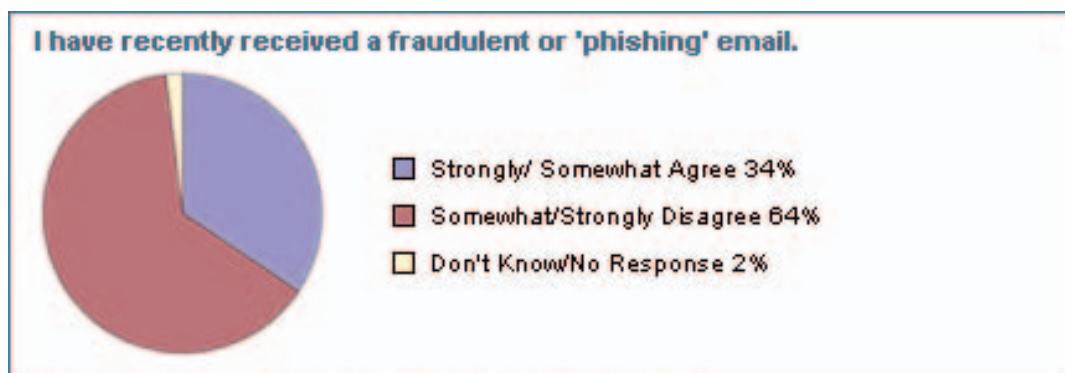 I have recently received a fraudulent or 'phishing' email.
Strongly/ Somewhat Agree 34%
Somewhat/Strongly Disagree 64%
Don't Know/No Response 2%